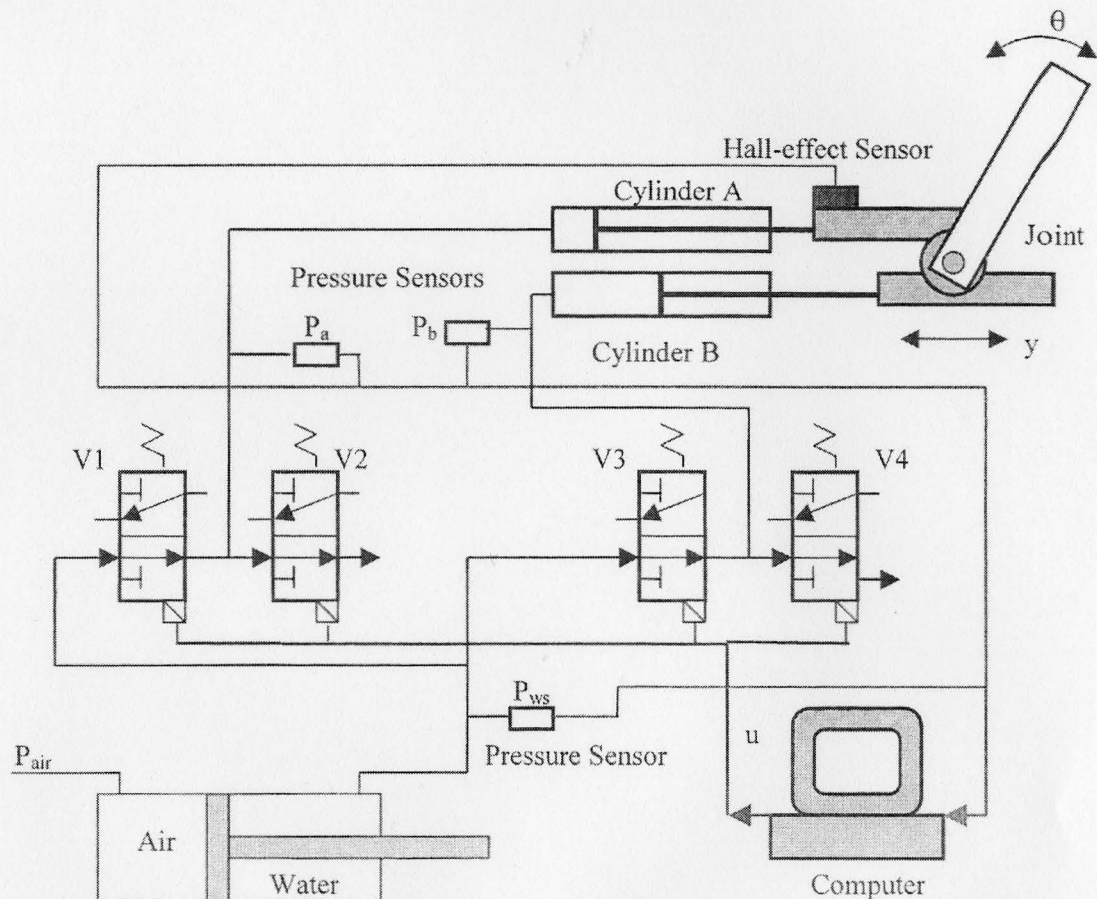 θ
Hall-effect Sensor
Cylinder A
Joint
Pressure Sensors
Pa
Pb
Cylinder B
y
V1
V2
V3
V4
Pws
Pressure Sensor
u
Pair
Air
Water
Computer